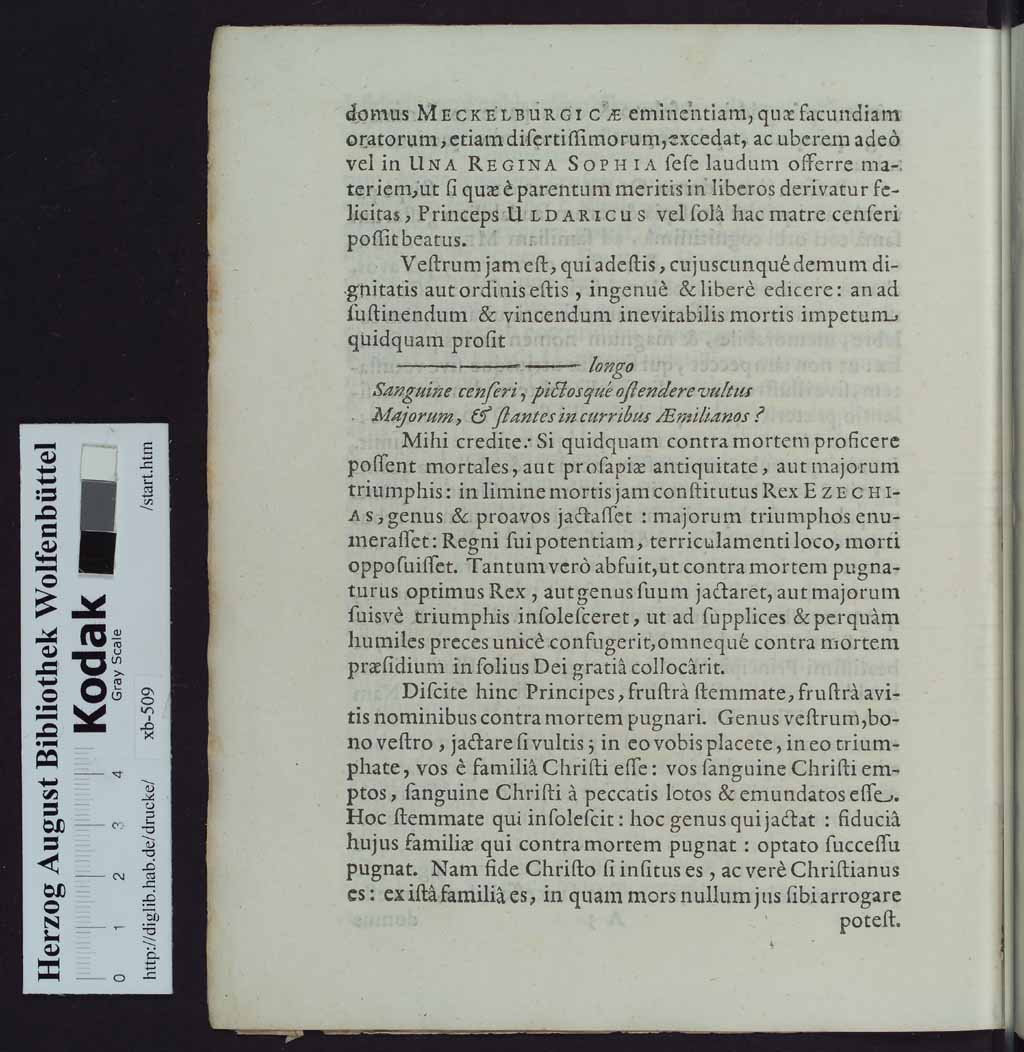 domus MECKELBURGICÆ eminentiam, quæ facundiam
oratorum, etiam diſertiſſimorum, excedat, ac uberem adeò
vel in UNA REGINA SOPHIA ſeſe laudum offerre ma-
teriem, ut ſi quæ è parentum meritis in liberos derivatur fe-
licitas, Princeps ULDARICUS vel ſolâ hac matre cenſeri
poſſit beatus.
Veſtrum jam eſt, qui adeſtis, cujuscunqué demum di-
gnitatis aut ordinis eſtis, ingenuè & liberè edicere: an ad
ſuſtinendum & vincendum inevitabilis mortis impetum
quidquam proſit
longo
Sanguine cenſeri, pictosqué oſtendere vultus
Majorum, & ſtantes in curribus Æmilianos?
Mihi credite: Si quidquam contra mortem proficere
poſſent mortales, aut proſapiæ antiquitate, aut majorum
triumphis: in limine mortis jam conſtitutus Rex EZECHI-
AS, genus & proavos jactaſſet: majorum triumphos enu-
meraſſet: Regni ſui potentiam, terriculamenti loco, morti
oppoſuiſſet. Tantum verò abfuit, ut contra mortem pugna-
turus optimus Rex, aut genus ſuum jactaret, aut majorum
ſuisvè triumphis inſoleſceret, ut ad ſupplices & perquàm
humiles preces unicè confugerit, omnequé contra mortem
præſidium in ſolius Dei gratiâ collocârit.
Diſcite hinc Principes, fruſtrà ſtemmate, fruſtrà avi-
tis nominibus contra mortem pugnari. Genus veſtrum, bo-
no veſtro, jactare ſi vultis; in eo vobis placete, in eo trium-
phate, vos è familiâ Chriſti eſſe: vos ſanguine Chriſti em-
ptos, ſanguine Chriſti à peccatis lotos & emundatos eſſe.
Hoc ſtemmate qui inſoleſcit: hoc genus qui jactat: fiduciâ
hujus familiæ qui contra mortem pugnat: optato ſucceſſu
pugnat. Nam fide Chriſto ſi inſitus es, ac verè Chriſtianus
es: ex iſtâ familiâ es, in quam mors nullum jus ſibi arrogare
poteſt.
Herzog August Bibliothek Wolfenbüttel
Kodak
Gray Scale
0 1 2 3 4
http://diglib.hab.de/drucke/ xb-509 /start.htm